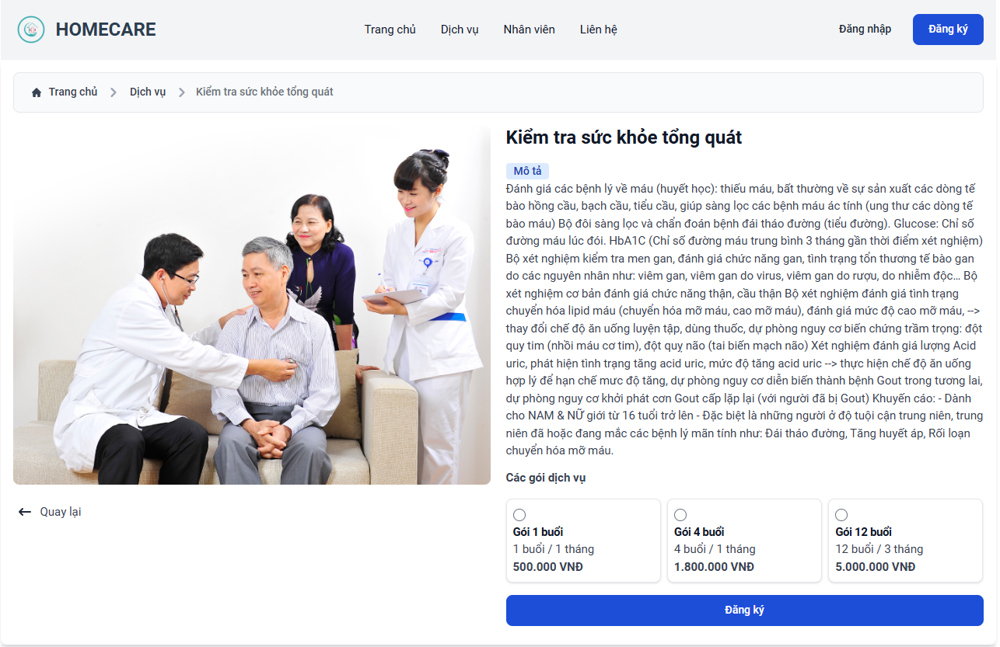 HOMECARE
Trang chủ
Dịch vụ
Nhân viên
Liên hệ
Đăng nhập
Đăng ký
Trang chủ
Dịch vụ
Kiểm tra sức khỏe tổng quát
Kiểm tra sức khỏe tổng quát
Mô tả
Đánh giá các bệnh lý về máu (huyết học): thiếu máu, bất thường về sự sản xuất các dòng tế
bào hồng cầu, bạch cầu, tiểu cầu, giúp sàng lọc các bệnh máu ác tính (ung thư các dòng tế
bào máu) Bộ đôi sàng lọc và chẩn đoán bệnh đái tháo đường (tiểu đường). Glucose: Chỉ số
đường máu lúc đói. HbA1C (Chỉ số đường máu trung bình 3 tháng gần thời điểm xét nghiệm)
Bộ xét nghiệm kiểm tra men gan, đánh giá chức năng gan, tình trạng tổn thương tế bào gan
do các nguyên nhân như: viêm gan, viêm gan do virus, viêm gan do rượu, do nhiễm độc... Bộ
xét nghiệm cơ bản đánh giá chức năng thận, cầu thận Bộ xét nghiệm đánh giá tình trạng
chuyển hóa lipid máu (chuyển hóa mỡ máu, cao mỡ máu), đánh giá mức độ cao mỡ máu, -->
thay đổi chế độ ăn uống luyện tập, dùng thuốc, dự phòng nguy cơ biến chứng trầm trọng: đột
quy tim (nhồi máu cơ tim), đột quỵ não (tai biến mạch não) Xét nghiệm đánh giá lượng Acid
uric, phát hiện tình trạng tăng acid uric, mức độ tăng acid uric --> thực hiện chế độ ăn uống
hợp lý để hạn chế mưc độ tăng, dự phòng nguy cơ diễn biến thành bệnh Gout trong tương lai,
dự phòng nguy cơ khởi phát cơn Gout cấp lặp lại (với người đã bị Gout) Khuyến cáo: - Dành
cho NAM & NỮ giới từ 16 tuổi trở lên - Đặc biệt là những người ở độ tuội cận trung niên, trung
niên đã hoặc đang mắc các bệnh lý mãn tính như: Đái tháo đường, Tăng huyết áp, Rối loạn
chuyển hóa mỡ máu.
Các gói dịch vụ
Gói 1 buổi
1 buổi / 1 tháng
500.000 VNĐ
Gói 4 buổi
4 buổi / 1 tháng
1.800.000 VNĐ
Gói 12 buổi
12 buổi / 3 tháng
5.000.000 VNĐ
Đăng ký
Quay lại